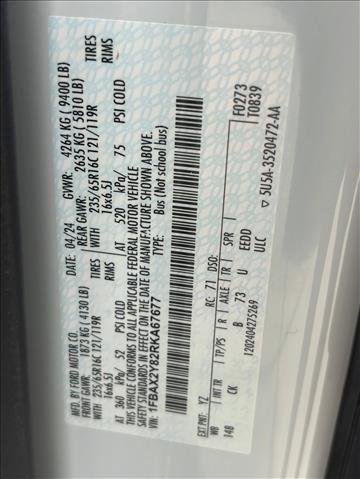 MFD. BY FORD MOTOR CO.
04/24 GVWR: 4264 KG ( 9400 LB)
FRONT GAWR: 1873 KG ( 4130 LB) REAR GAWR: 2635 KG ( 5810 LB)
WITH 235/65R16C 121/119R TIRES
16x6.5J RIMS
235/65R16C 121/119R TIRES
16x6.5J RIMS
AT 360 kPa/ 52 PSI COLD AT 520 kPa/ 75 PSI COLD
THIS VEHICLE CONFORMS TO ALL APPLICABLE FEDERAL MOTOR VEHICLE
SAFETY STANDARDS IN EFFECT ON THE DATE OF MANUFACTURE SHOWN ABOVE.
VIN: 1FBAX2Y82RKA67677
TYPE: Bus (Not School bus)
F0273
T0839
EXT PNT: YZ RC: 71 DSO:
WB INT TR TP/PS R AXLE TR SPR
148 CK B 73 U EEDD
ULC
120240427 5269
5U5A-3520472-AA